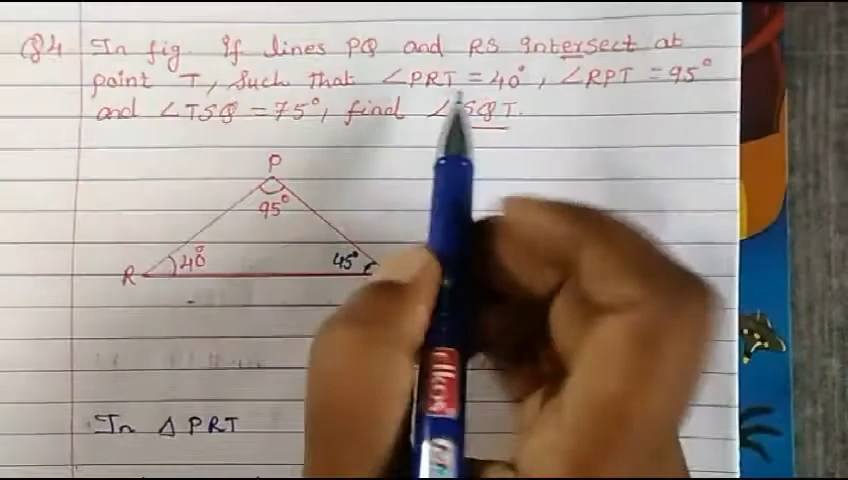 Q4 In fig. If lines PQ and RS intersect at
point T, such that ∠PRT = 40°, ∠RPT = 95°
and ∠TSQ = 75°, find ∠SQT.
P
95°
R 40° 45°
In △ PRT
elkos